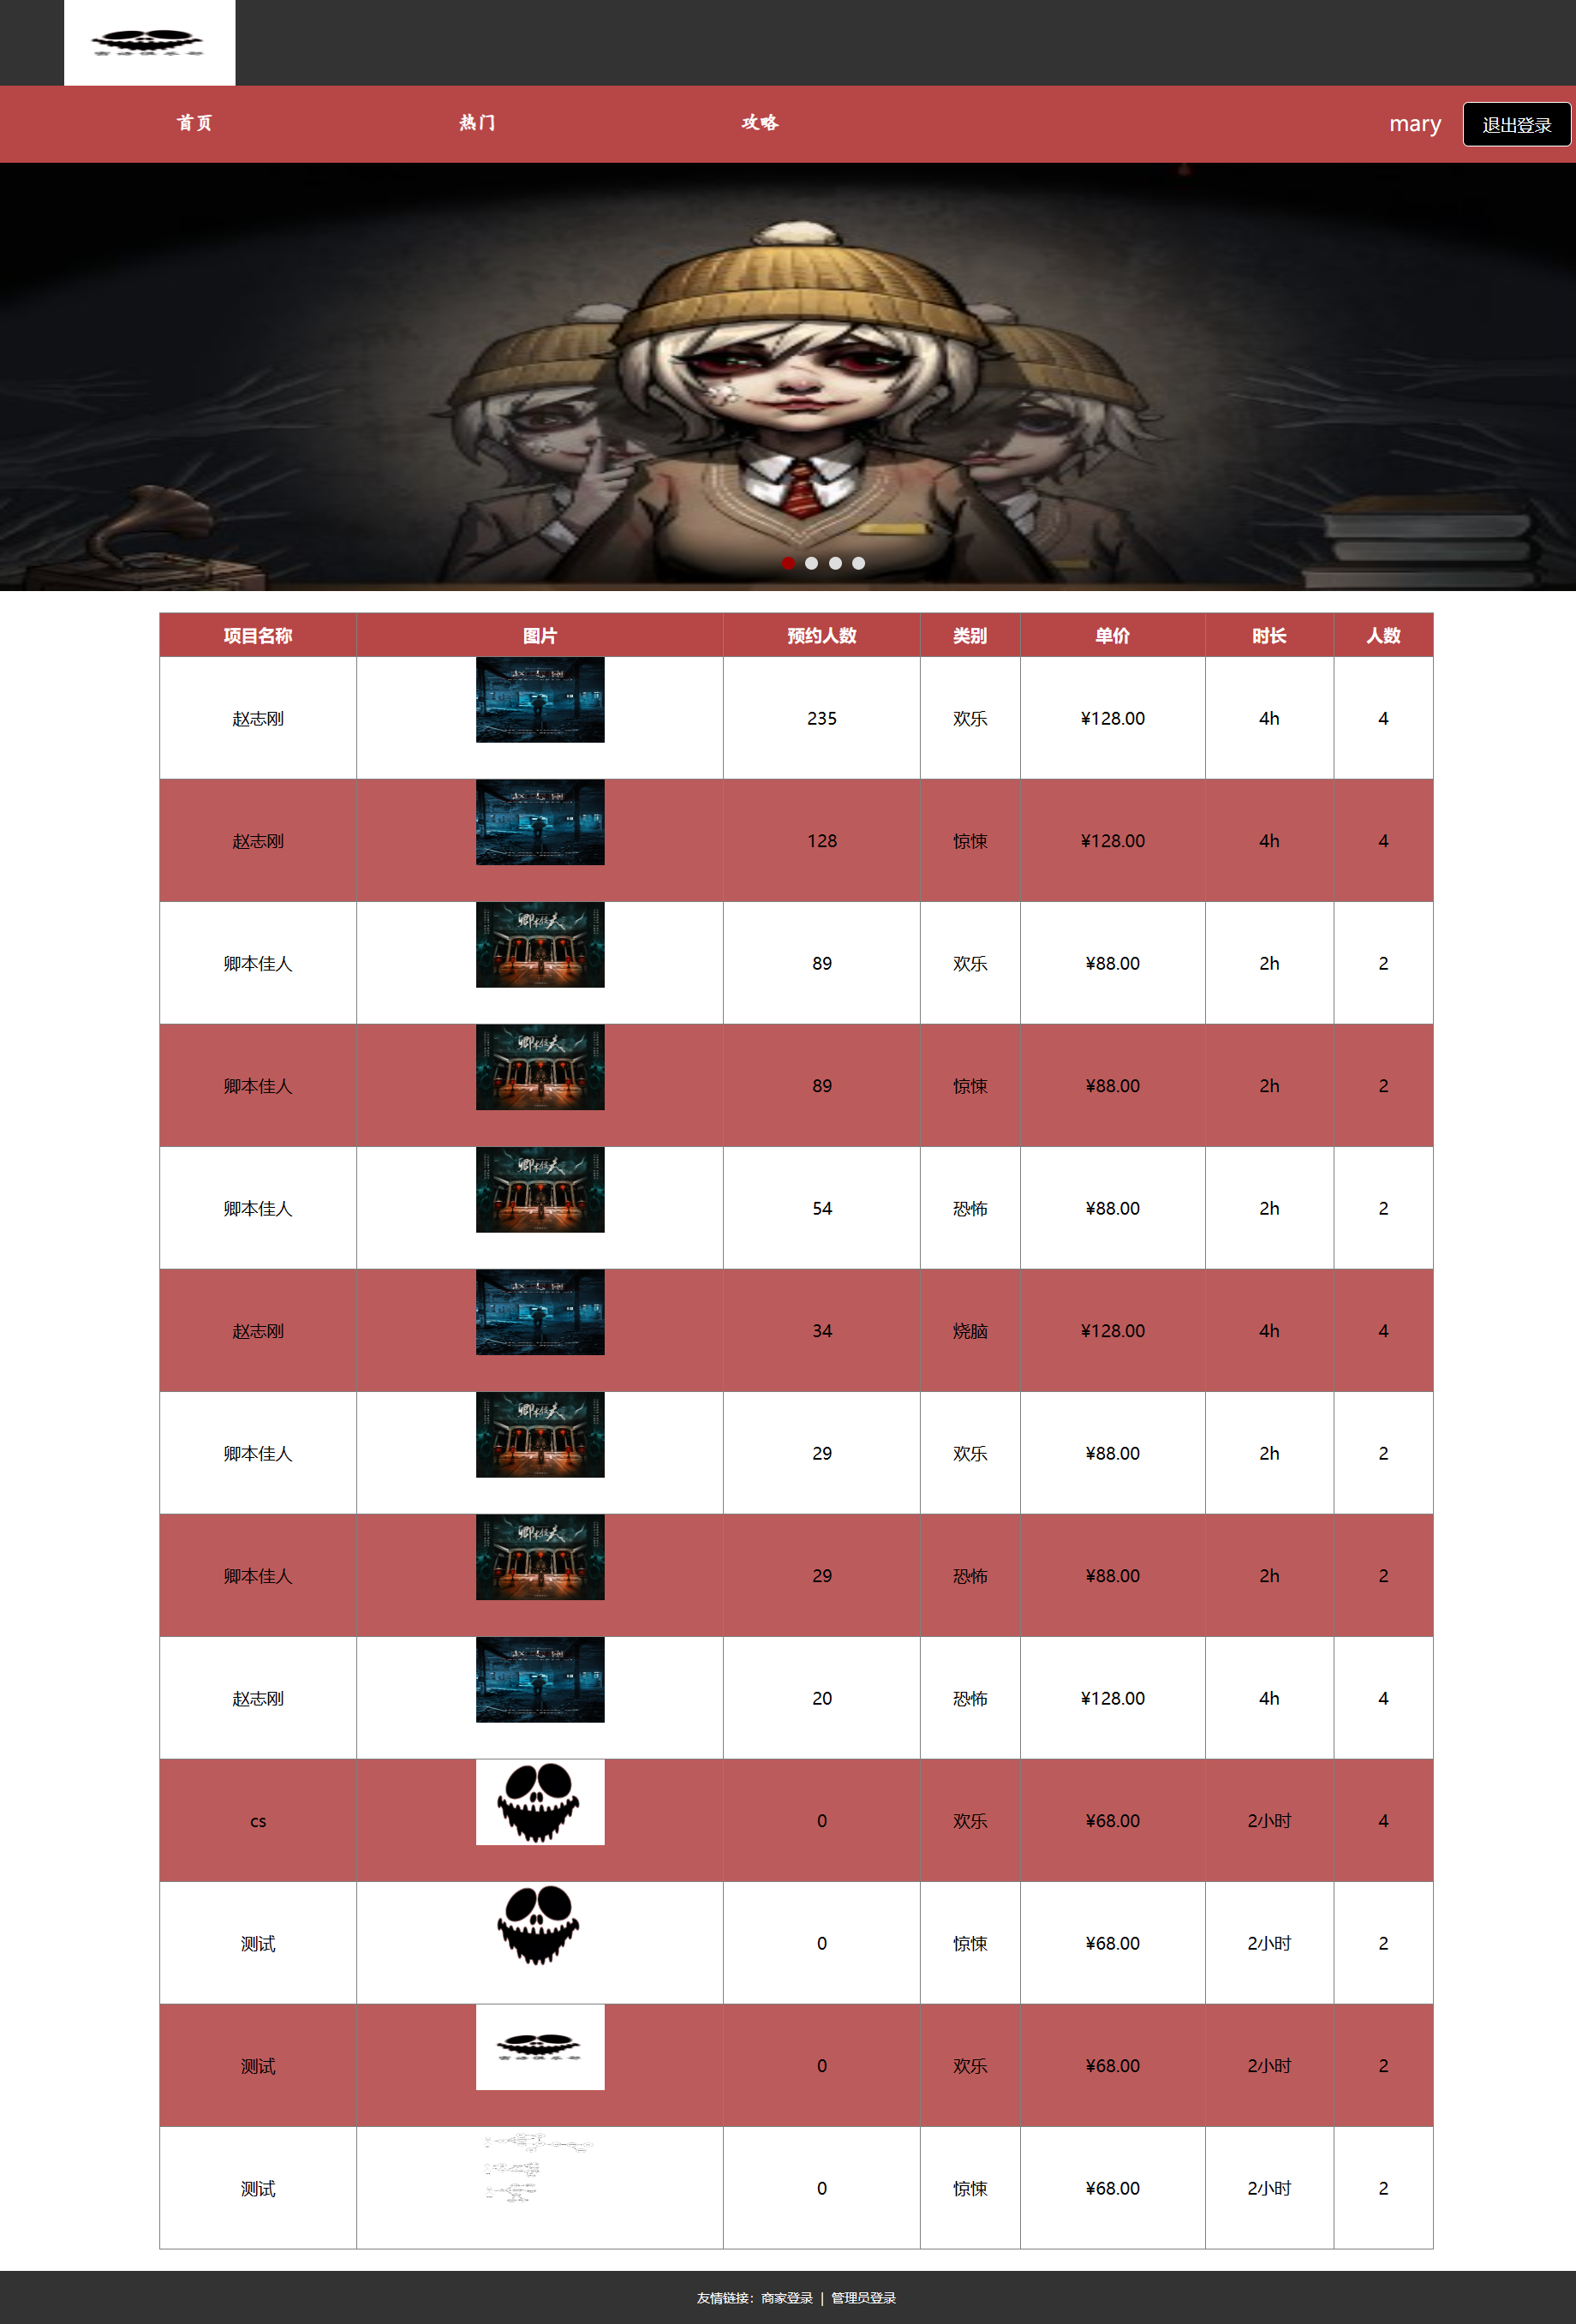 首页 热门 攻略 mary 退出登录
项目名称 图片 预约人数 类别 单价 时长 人数
赵志刚 235 欢乐 ¥128.00 4h 4
赵志刚 128 惊悚 ¥128.00 4h 4
卿本佳人 89 欢乐 ¥88.00 2h 2
卿本佳人 89 惊悚 ¥88.00 2h 2
卿本佳人 54 恐怖 ¥88.00 2h 2
赵志刚 34 烧脑 ¥128.00 4h 4
卿本佳人 29 欢乐 ¥88.00 2h 2
卿本佳人 29 恐怖 ¥88.00 2h 2
赵志刚 20 恐怖 ¥128.00 4h 4
cs 0 欢乐 ¥68.00 2小时 4
测试 0 惊悚 ¥68.00 2小时 2
测试 0 欢乐 ¥68.00 2小时 2
测试 0 惊悚 ¥68.00 2小时 2
友情链接：商家登录 | 管理员登录